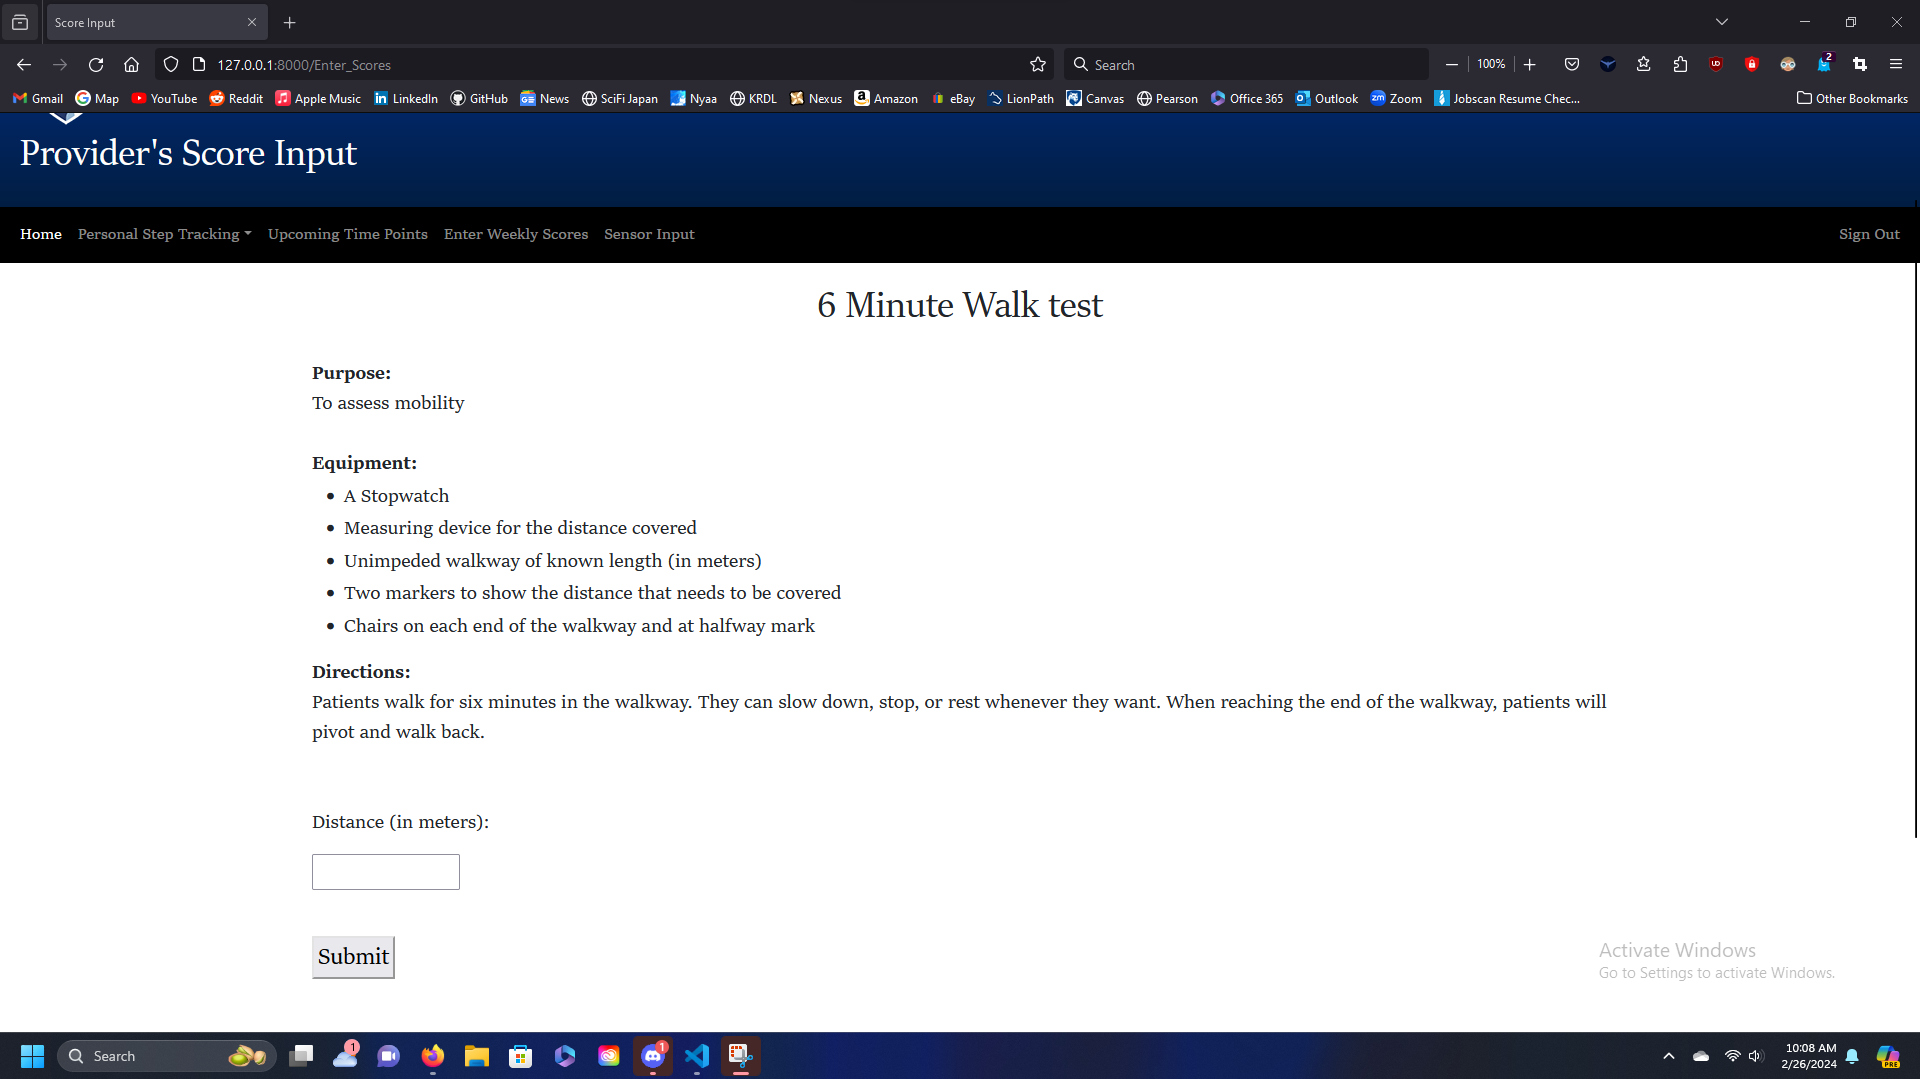 Score Input
127.0.0.1:8000/Enter_Scores
Search
100%
2
Gmail
Map
YouTube
Reddit
Apple Music
LinkedIn
GitHub
News
SciFi Japan
Nyaa
KRDL
Nexus
Amazon
eBay
LionPath
Canvas
Pearson
Office 365
Outlook
Zoom
Jobscan Resume Chec...
Other Bookmarks
Provider's Score Input
Home
Personal Step Tracking
Upcoming Time Points
Enter Weekly Scores
Sensor Input
Sign Out
6 Minute Walk test
Purpose:
To assess mobility
Equipment:
A Stopwatch
Measuring device for the distance covered
Unimpeded walkway of known length (in meters)
Two markers to show the distance that needs to be covered
Chairs on each end of the walkway and at halfway mark
Directions:
Patients walk for six minutes in the walkway. They can slow down, stop, or rest whenever they want. When reaching the end of the walkway, patients will
pivot and walk back.
Distance (in meters):
Submit
Activate Windows
Go to Settings to activate Windows.
Search
1
1
10:08 AM
2/26/2024
PRE